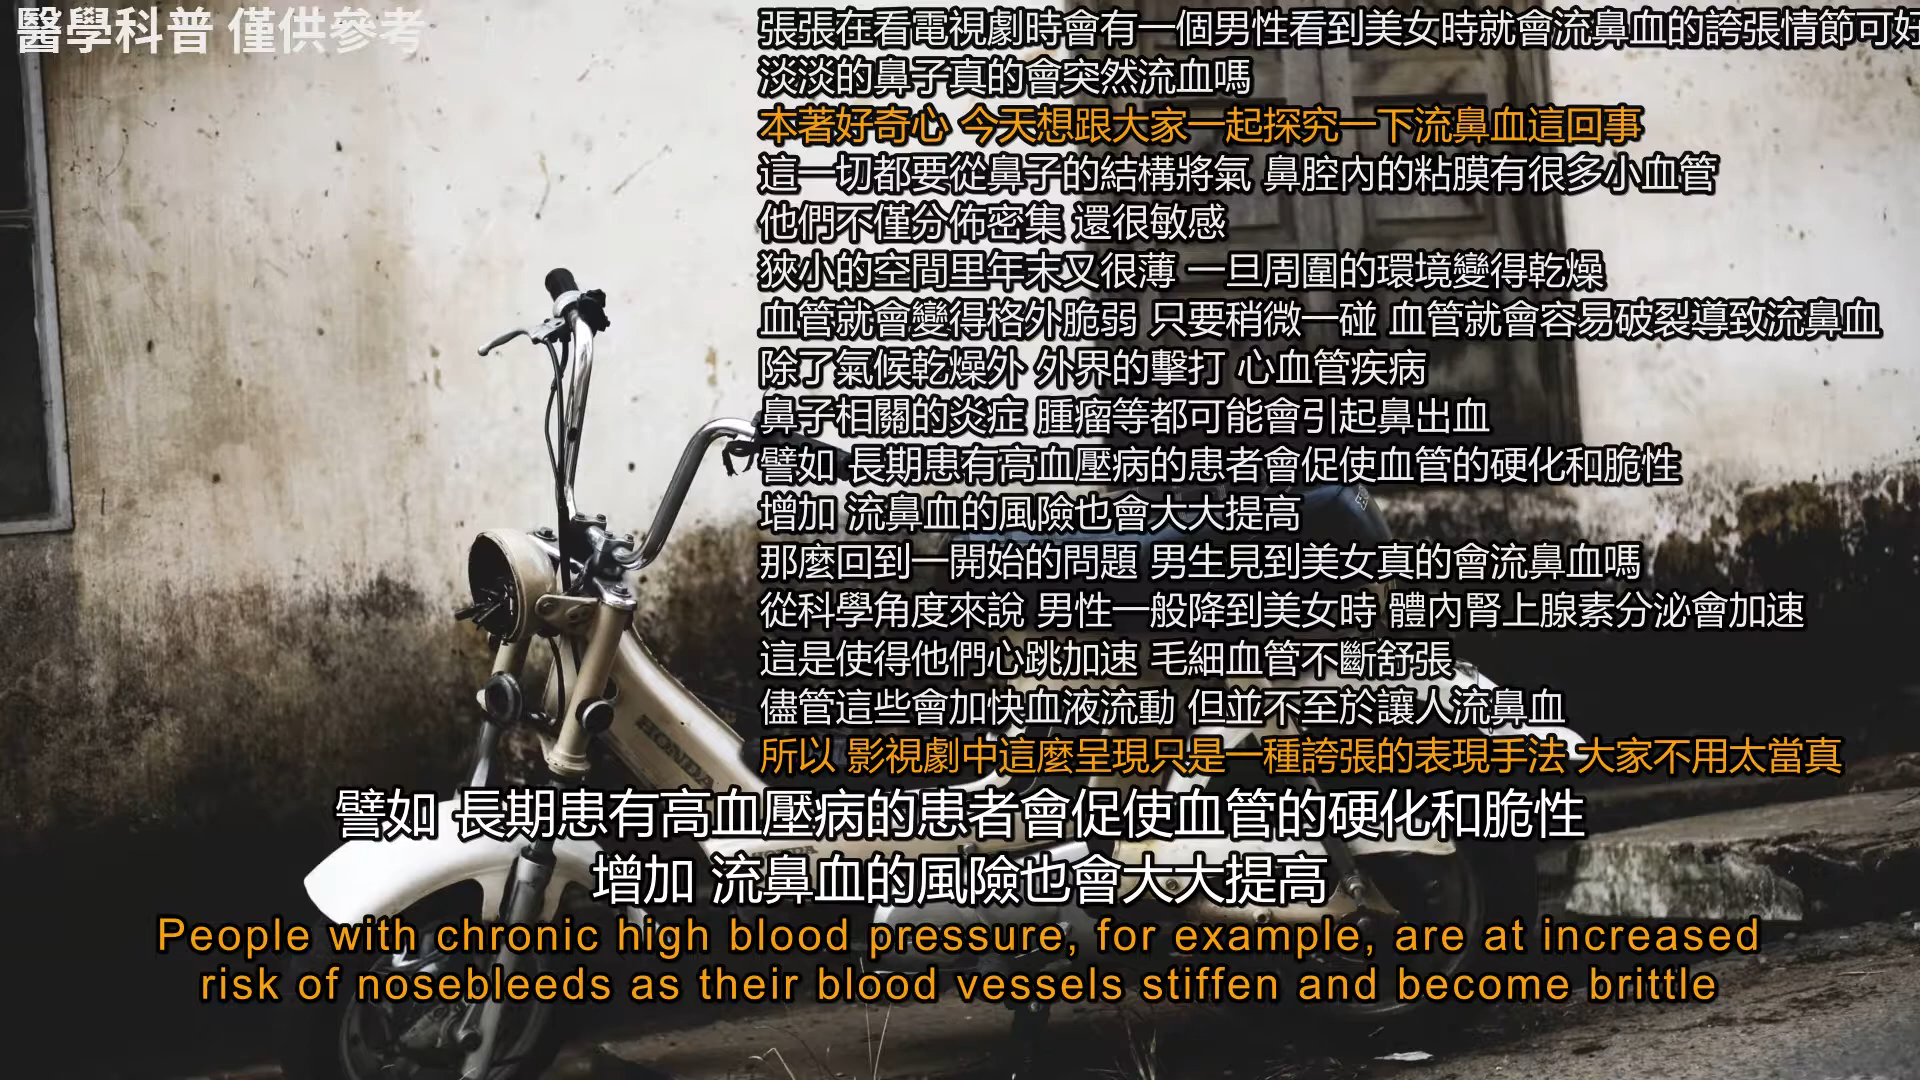 醫學科普 僅供參考
張張在看電視劇時會有一個男性看到美女時就會流鼻血的誇張情節可好
淡淡的鼻子真的會突然流血嗎
本著好奇心 今天想跟大家一起探究一下流鼻血這回事
這一切都要從鼻子的結構將氣 鼻腔內的粘膜有很多小血管
他們不僅分佈密集 還很敏感
狹小的空間里年末又很薄 一旦周圍的環境變得乾燥
血管就會變得格外脆弱 只要稍微一碰 血管就會容易破裂導致流鼻血
除了氣候乾燥外 外界的擊打 心血管疾病
鼻子相關的炎症 腫瘤等都可能會引起鼻出血
譬如 長期患有高血壓病的患者會促使血管的硬化和脆性
增加 流鼻血的風險也會大大提高
那麼回到一開始的問題 男生見到美女真的會流鼻血嗎
從科學角度來說 男性一般降到美女時 體內腎上腺素分泌會加速
這是使得他們心跳加速 毛細血管不斷舒張
儘管這些會加快血液流動 但並不至於讓人流鼻血
所以 影視劇中這麼呈現只是一種誇張的表現手法 大家不用太當真
譬如 長期患有高血壓病的患者會促使血管的硬化和脆性
增加 流鼻血的風險也會大大提高
People with chronic high blood pressure, for example, are at increased
risk of nosebleeds as their blood vessels stiffen and become brittle
HONDA